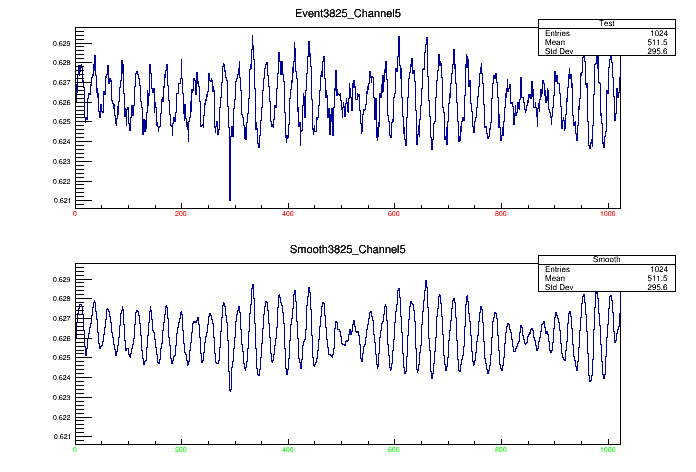 Event3825_Channel5
Test
Entries 1024
Mean 511.5
Std Dev 295.6
0.629
0.628
0.627
0.626
0.625
0.624
0.623
0.622
0.621
0 200 400 600 800 1000
Smooth3825_Channel5
Smooth
Entries 1024
Mean 511.5
Std Dev 295.6
0.629
0.628
0.627
0.626
0.625
0.624
0.623
0.622
0.621
0 200 400 600 800 1000